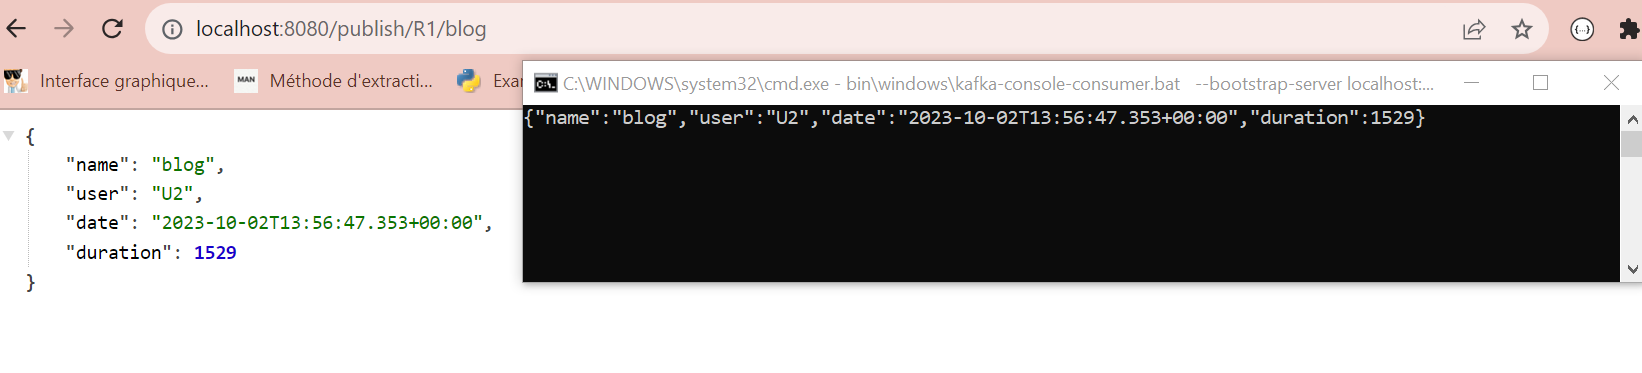 localhost:8080/publish/R1/blog
Interface graphique...
MAN
Méthode d'extracti...
Exa
C:\WINDOWS\system32\cmd.exe - bin\windows\kafka-console-consumer.bat --bootstrap-server localhost:...
{"name":"blog","user":"U2","date":"2023-10-02T13:56:47.353+00:00","duration":1529}
{
"name": "blog",
"user": "U2",
"date": "2023-10-02T13:56:47.353+00:00",
"duration": 1529
}